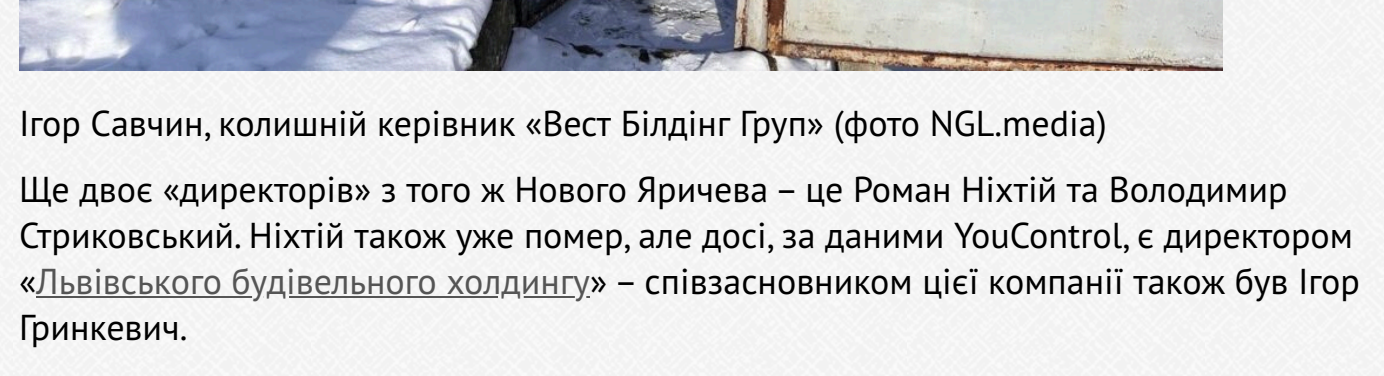 Ігор Савчин, колишній керівник «Вест Білдінг Груп» (фото NGL.media)
Ще двоє «директорів» з того ж Нового Яричева – це Роман Ніхтій та Володимир
Стриковський. Ніхтій також уже помер, але досі, за даними YouControl, є директором
«Львівського будівельного холдингу» – співзасновником цієї компанії також був Ігор
Гринкевич.